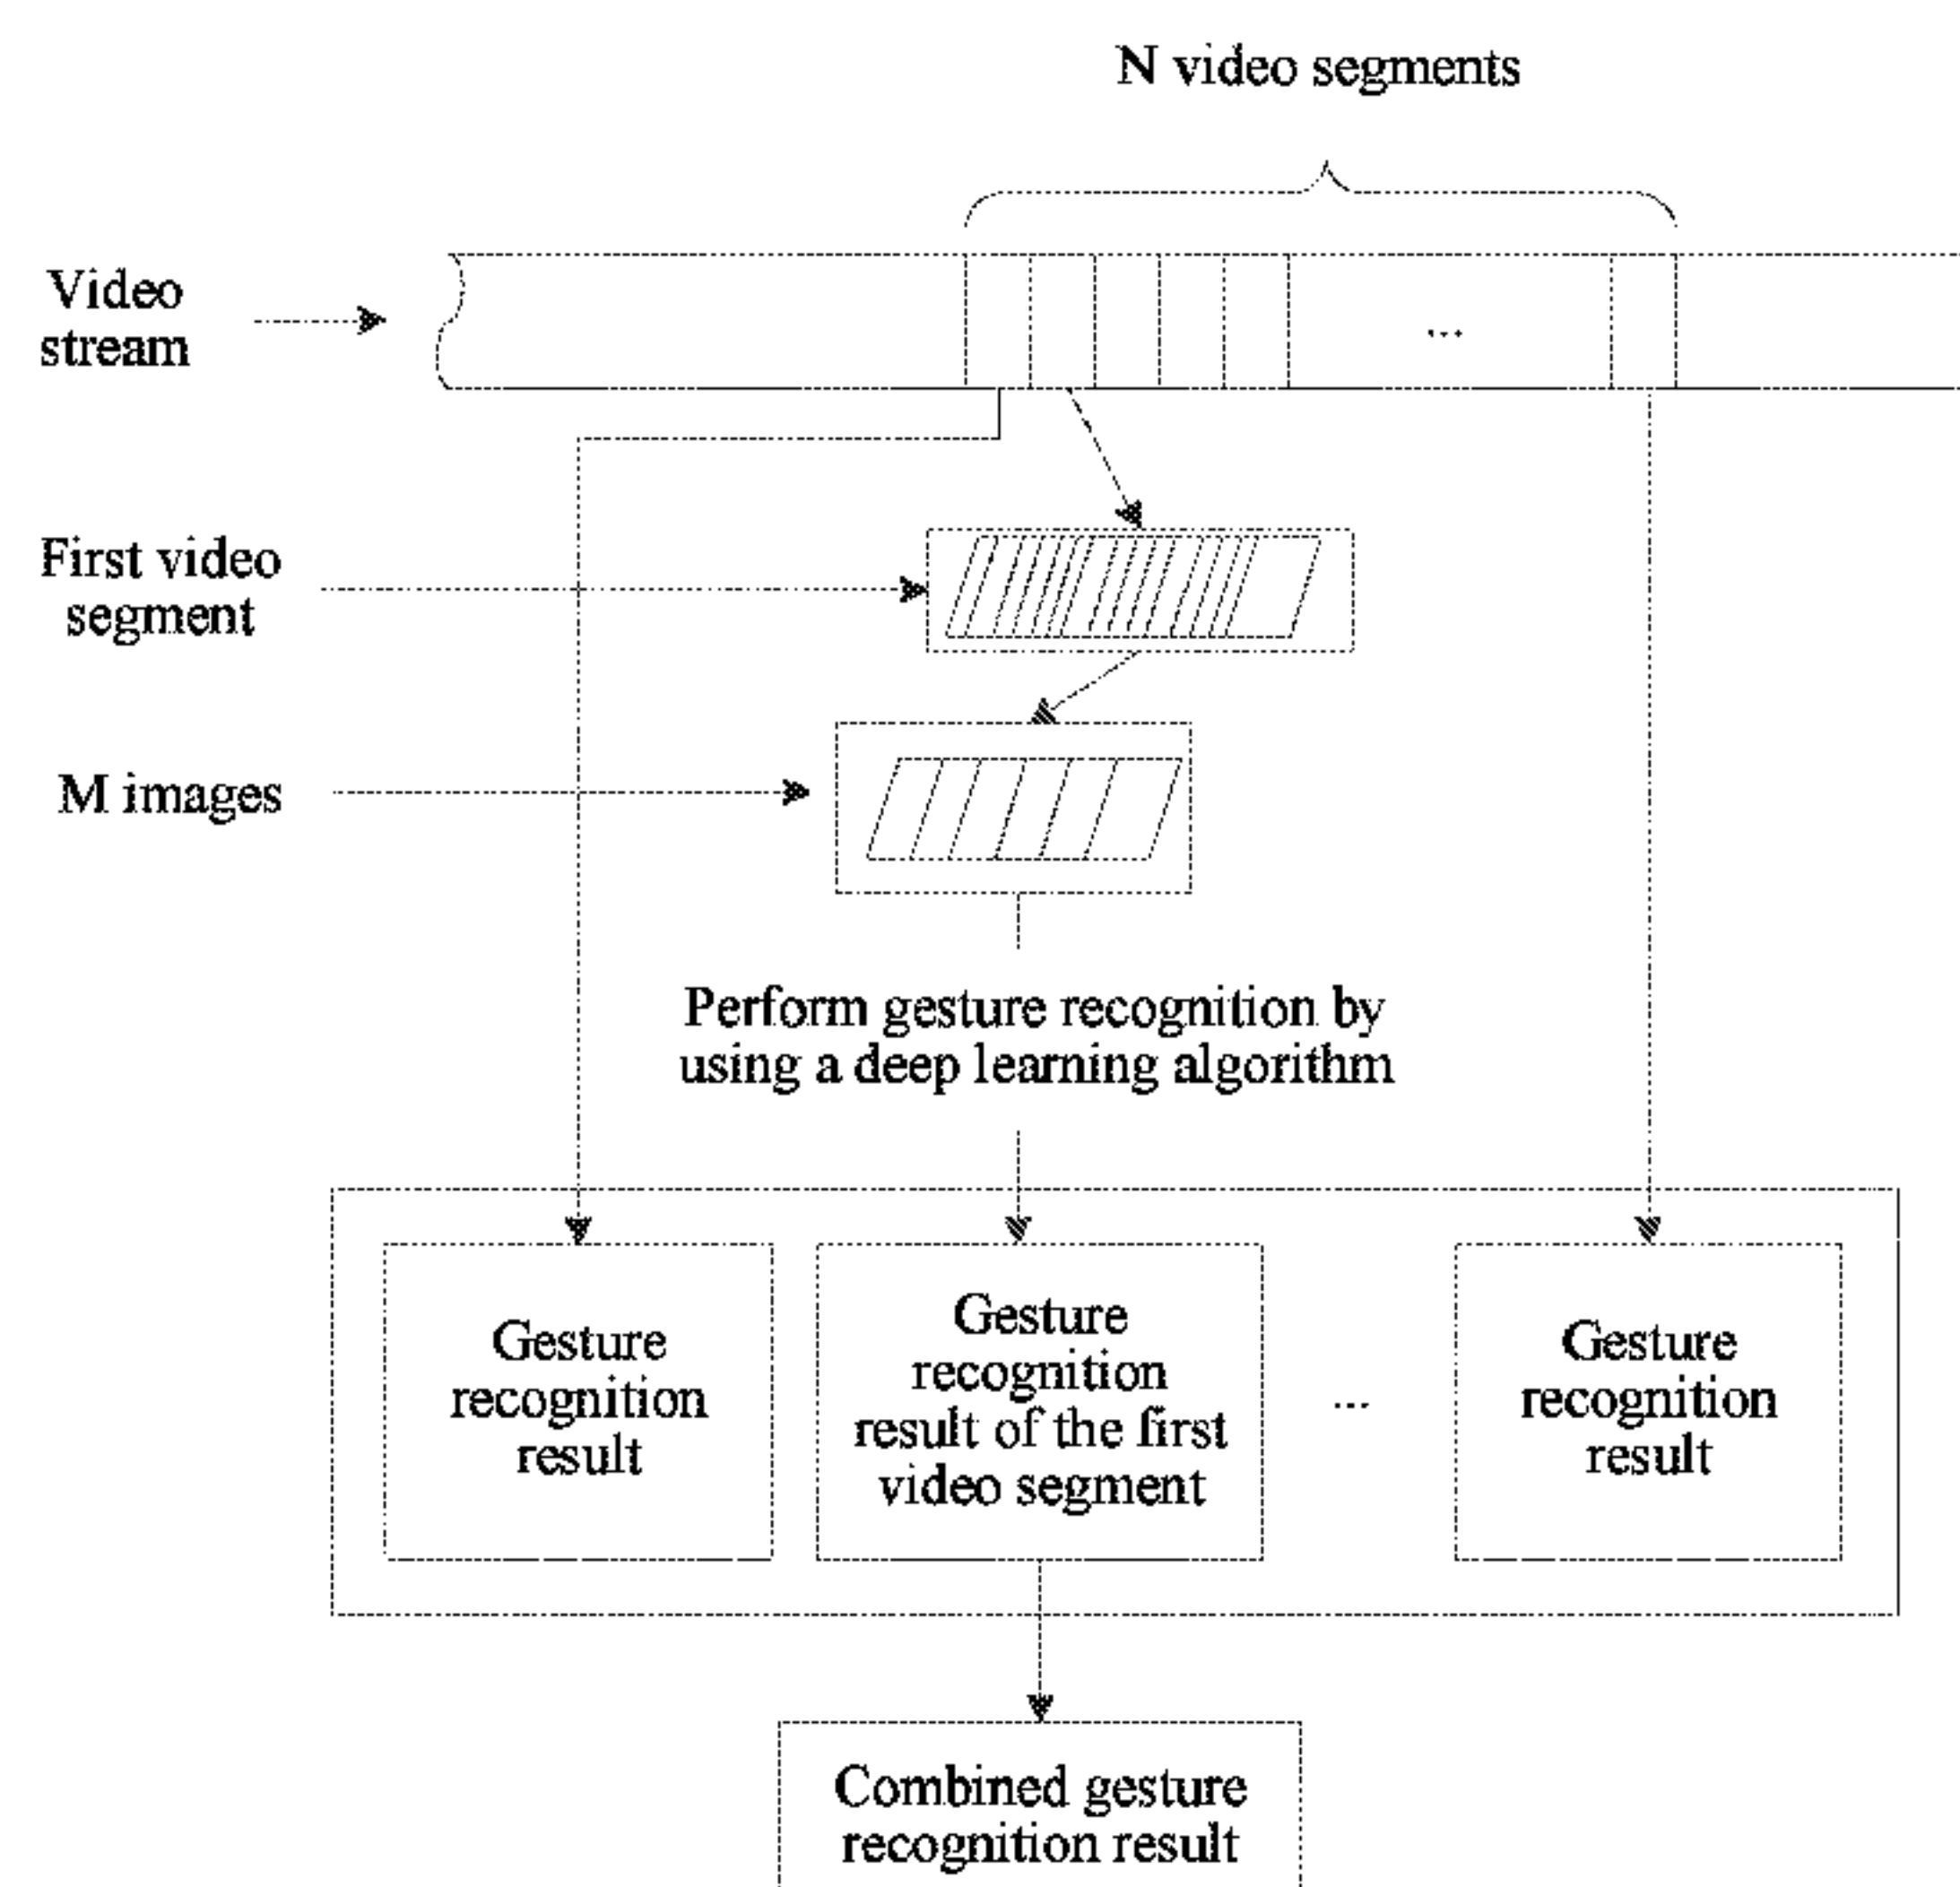 N video segments
Video
stream
...
First video
segment
M images
Perform gesture recognition by
using a deep learning algorithm
Gesture
recognition
result
Gesture
recognition
result of the first
video segment
...
Gesture
recognition
result
Combined gesture
recognition result